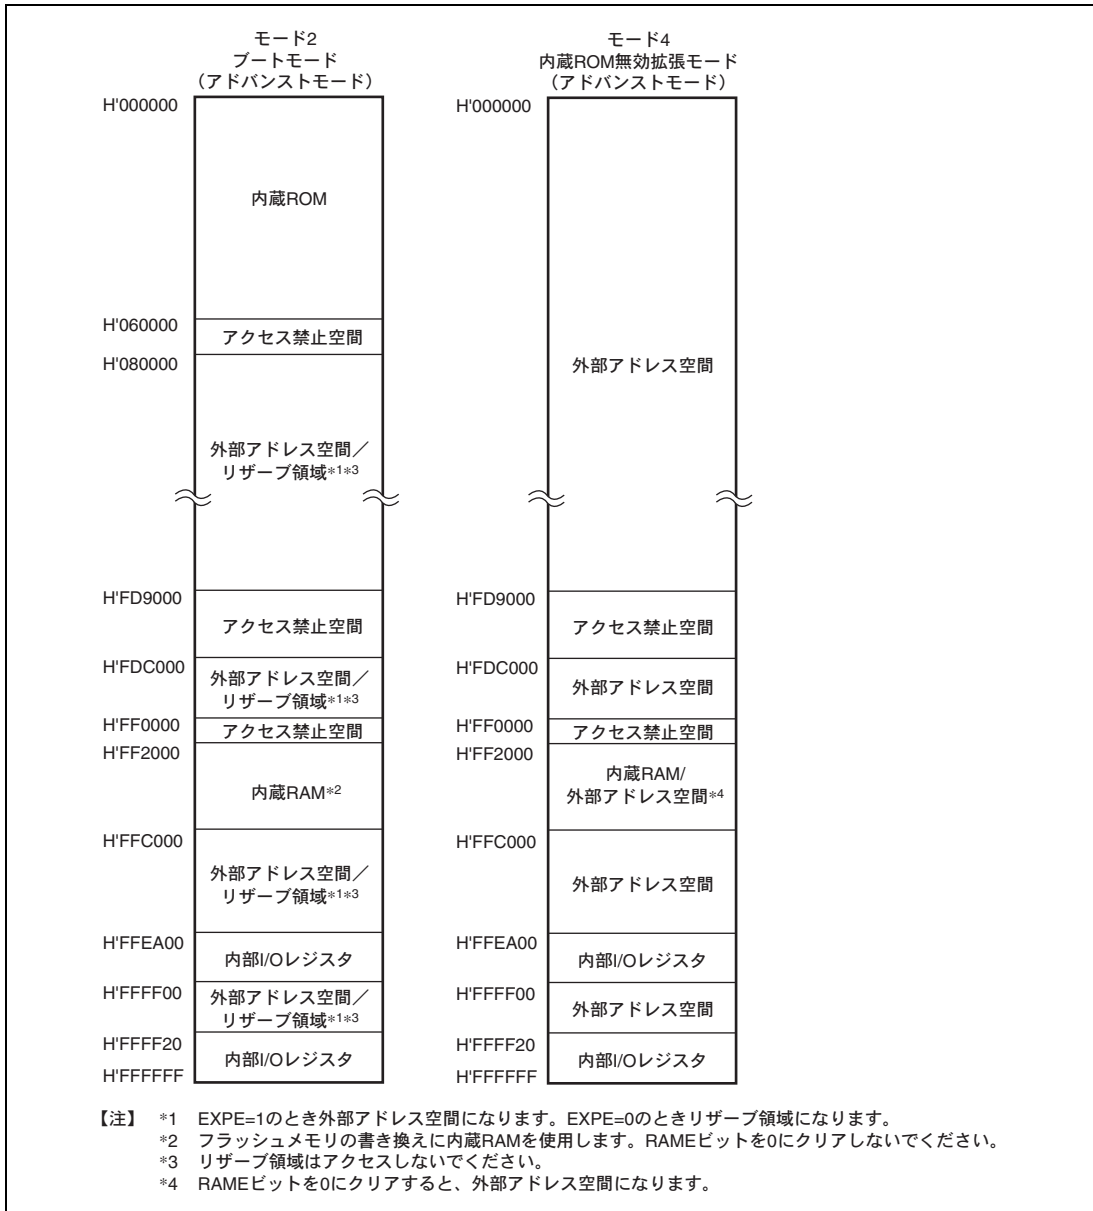 モード2
ブートモード
（アドバンストモード）
H'000000
内蔵ROM
H'060000
アクセス禁止空間
H'080000
外部アドレス空間／
リザーブ領域*1*3
H'FD9000
アクセス禁止空間
H'FDC000
外部アドレス空間／
リザーブ領域*1*3
H'FF0000
アクセス禁止空間
H'FF2000
内蔵RAM*2
H'FFC000
外部アドレス空間／
リザーブ領域*1*3
H'FFEA00
内部I/Oレジスタ
H'FFFF00
外部アドレス空間／
リザーブ領域*1*3
H'FFFF20
内部I/Oレジスタ
H'FFFFFF
モード4
内蔵ROM無効拡張モード
（アドバンストモード）
H'000000
外部アドレス空間
H'FD9000
アクセス禁止空間
H'FDC000
外部アドレス空間
H'FF0000
アクセス禁止空間
H'FF2000
内蔵RAM/
外部アドレス空間*4
H'FFC000
外部アドレス空間
H'FFEA00
内部I/Oレジスタ
H'FFFF00
外部アドレス空間
H'FFFF20
内部I/Oレジスタ
H'FFFFFF
【注】 *1 EXPE=1のとき外部アドレス空間になります。EXPE=0のときリザーブ領域になります。
*2 フラッシュメモリの書き換えに内蔵RAMを使用します。RAMEビットを0にクリアしないでください。
*3 リザーブ領域はアクセスしないでください。
*4 RAMEビットを0にクリアすると、外部アドレス空間になります。